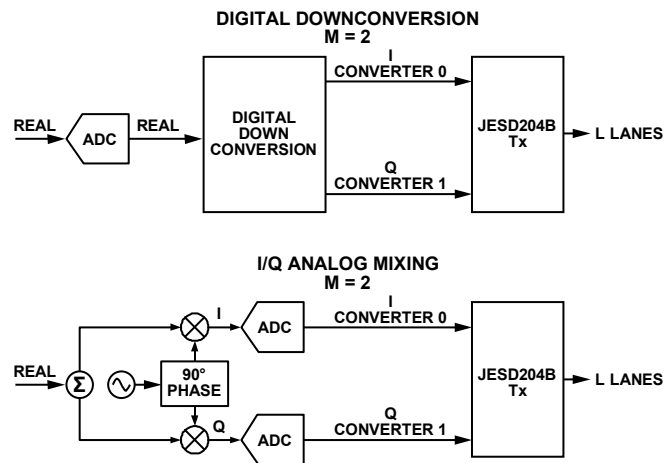 DIGITAL DOWNCONVERSION
M = 2
I
CONVERTER 0
REAL
ADC
REAL
DIGITAL
DOWN
CONVERSION
JESD204B
Tx
L LANES
Q
CONVERTER 1
I/Q ANALOG MIXING
M = 2
I
ADC
I
CONVERTER 0
REAL
Σ
90°
PHASE
JESD204B
Tx
L LANES
Q
ADC
Q
CONVERTER 1